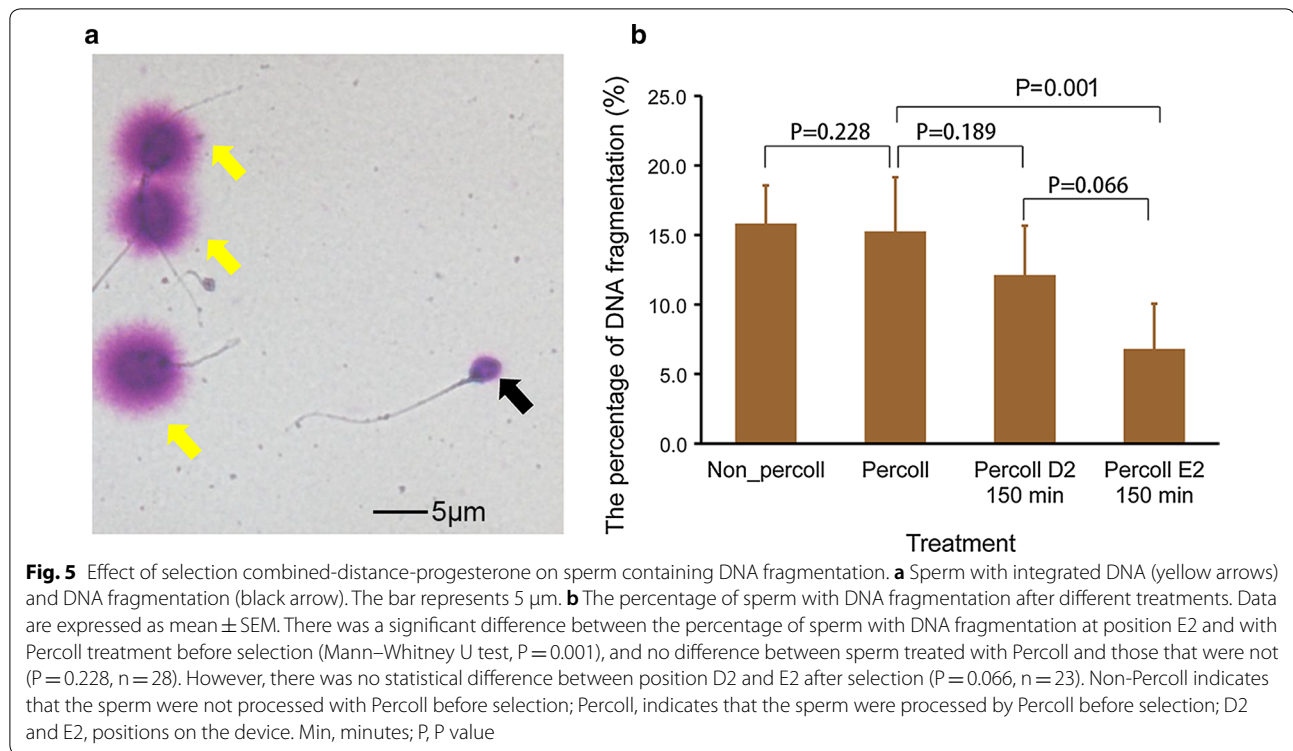 a
5µm
b
The percentage of DNA fragmentation (%)
25.0
20.0
15.0
10.0
5.0
0.0
P=0.001
P=0.228
P=0.189
P=0.066
Non_percoll
Percoll
Percoll D2
150 min
Percoll E2
150 min
Treatment
Fig. 5 Effect of selection combined-distance-progesterone on sperm containing DNA fragmentation. a Sperm with integrated DNA (yellow arrows)
and DNA fragmentation (black arrow). The bar represents 5 µm. b The percentage of sperm with DNA fragmentation after different treatments. Data
are expressed as mean ± SEM. There was a significant difference between the percentage of sperm with DNA fragmentation at position E2 and with
Percoll treatment before selection (Mann–Whitney U test, P = 0.001), and no difference between sperm treated with Percoll and those that were not
(P = 0.228, n = 28). However, there was no statistical difference between position D2 and E2 after selection (P = 0.066, n = 23). Non-Percoll indicates
that the sperm were not processed with Percoll before selection; Percoll, indicates that the sperm were processed by Percoll before selection; D2
and E2, positions on the device. Min, minutes; P, P value